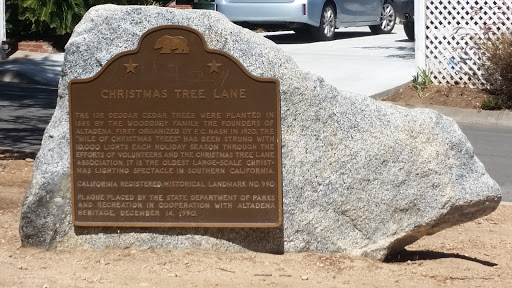 CHRISTMAS TREE LANE
THE 135 DEODAR CEDAR TREES WERE PLANTED IN
1885 BY THE WOODBURY FAMILY, THE FOUNDERS OF
ALTADENA. FIRST ORGANIZED BY F.C. NASH IN 1920, THE
"MILE OF CHRISTMAS TREES" HAS BEEN STRUNG WITH
10,000 LIGHTS EACH HOLIDAY SEASON THROUGH THE
EFFORTS OF VOLUNTEERS AND THE CHRISTMAS TREE LANE
ASSOCIATION. IT IS THE OLDEST LARGE-SCALE CHRIST-
MAS LIGHTING SPECTACLE IN SOUTHERN CALIFORNIA.
CALIFORNIA REGISTERED HISTORICAL LANDMARK NO. 990
PLAQUE PLACED BY THE STATE DEPARTMENT OF PARKS
AND RECREATION IN COOPERATION WITH ALTADENA
HERITAGE, DECEMBER 14, 1990.